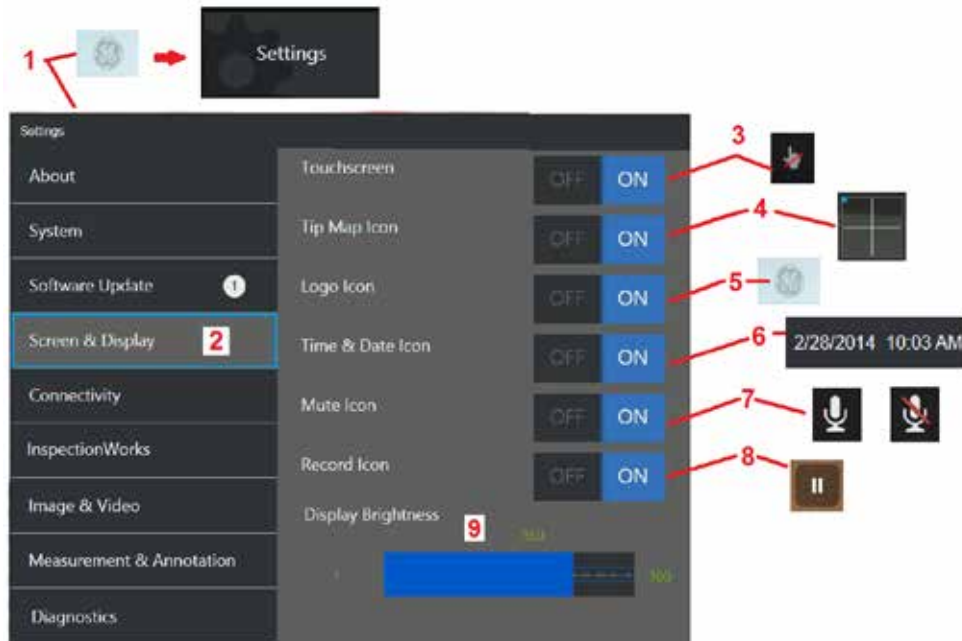 1
Settings
Settings
About
System
Software Update 1
Screen & Display 2
Connectivity
InspectionWorks
Image & Video
Measurement & Annotation
Diagnostics
Touchscreen OFF ON 3
Tip Map Icon OFF ON 4
Logo Icon OFF ON 5
Time & Date Icon OFF ON 6 2/28/2014 10:03 AM
Mute Icon OFF ON 7
Record Icon OFF ON 8
Display Brightness 9